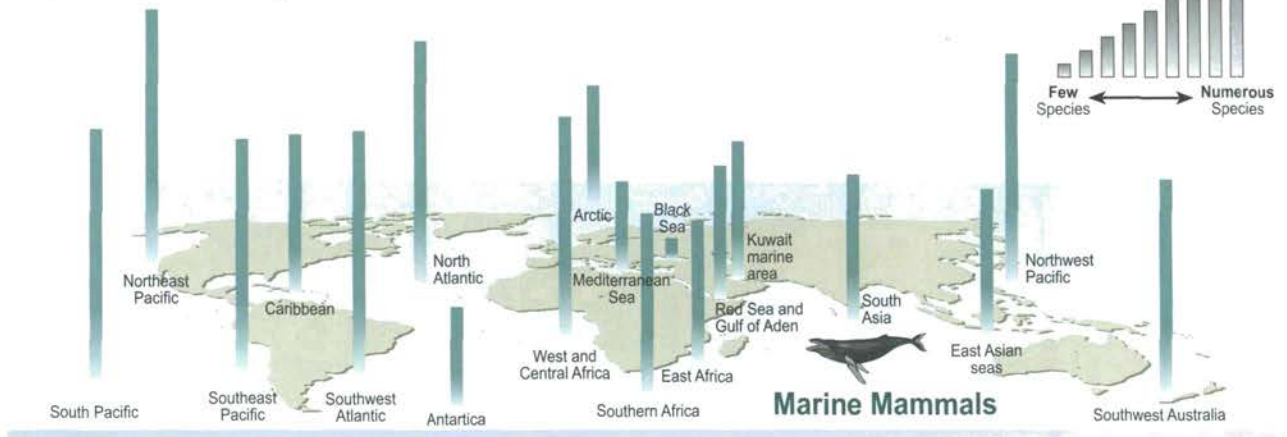 Few
Species
Numerous
Species
Arctic
Black
Sea
Northeast
Pacific
North
Atlantic
Kuwait
marine
area
Northwest
Pacific
Caribbean
Mediterranean
Sea
Red Sea and
Gulf of Aden
South
Asia
West and
Central Africa
East Africa
East Asian
seas
South Pacific
Southeast
Pacific
Southwest
Atlantic
Antartica
Southern Africa
Marine Mammals
Southwest Australia